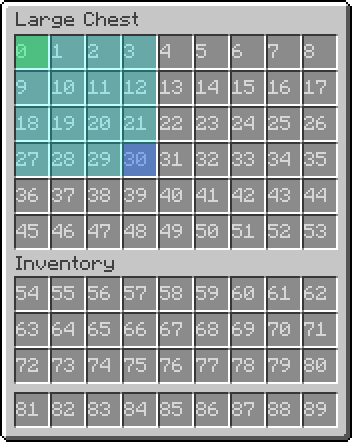 Large Chest
0 1 2 3 4 5 6 7 8
9 10 11 12 13 14 15 16 17
18 19 20 21 22 23 24 25 26
27 28 29 30 31 32 33 34 35
36 37 38 39 40 41 42 43 44
45 46 47 48 49 50 51 52 53
Inventory
54 55 56 57 58 59 60 61 62
63 64 65 66 67 68 69 70 71
72 73 74 75 76 77 78 79 80
81 82 83 84 85 86 87 88 89